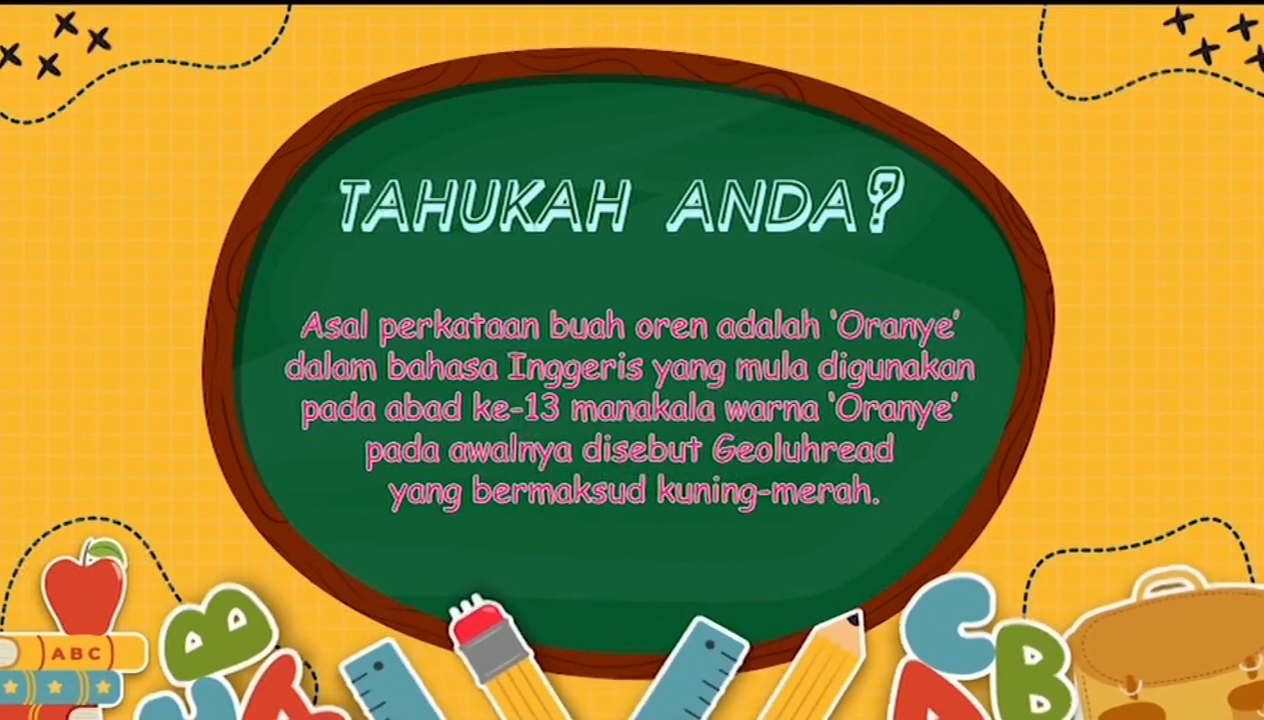 TAHUKAH ANDA?
Asal perkataan buah oren adalah ‘Oranye’
dalam bahasa Inggeris yang mula digunakan
pada abad ke-13 manakala warna ‘Oranye’
pada awalnya disebut Geoluhread
yang bermaksud kuning-merah.
B
ABC
A
C
B